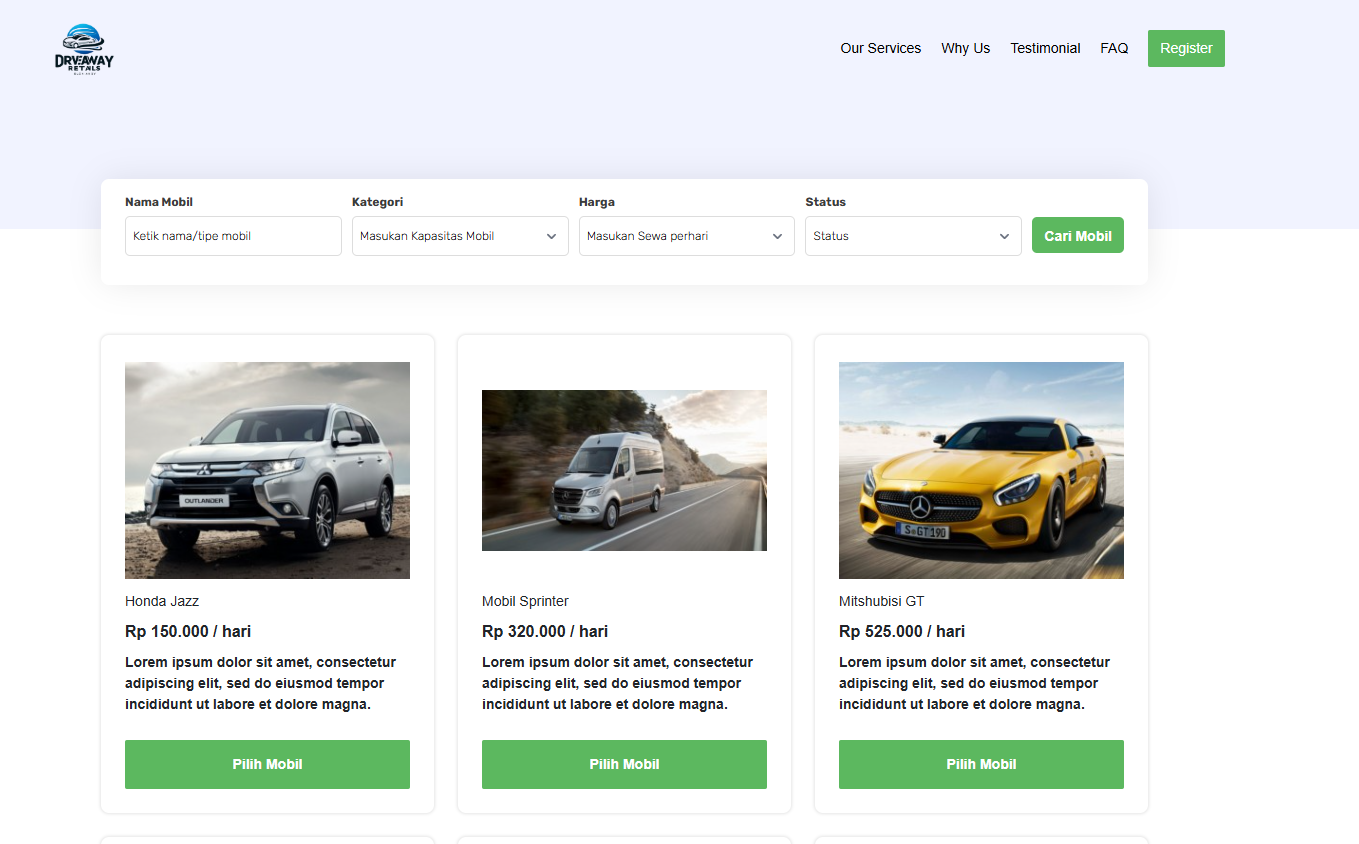 DRVEAWAY
RETNLS
Our Services Why Us Testimonial FAQ Register
Nama Mobil Kategori Harga Status
Ketik nama/tipe mobil Masukan Kapasitas Mobil Masukan Sewa perhari Status Cari Mobil
OUTLANDER
S GT 190
Honda Jazz
Rp 150.000 / hari
Lorem ipsum dolor sit amet, consectetur
adipiscing elit, sed do eiusmod tempor
incididunt ut labore et dolore magna.
Pilih Mobil
Mobil Sprinter
Rp 320.000 / hari
Lorem ipsum dolor sit amet, consectetur
adipiscing elit, sed do eiusmod tempor
incididunt ut labore et dolore magna.
Pilih Mobil
Mitshubisi GT
Rp 525.000 / hari
Lorem ipsum dolor sit amet, consectetur
adipiscing elit, sed do eiusmod tempor
incididunt ut labore et dolore magna.
Pilih Mobil